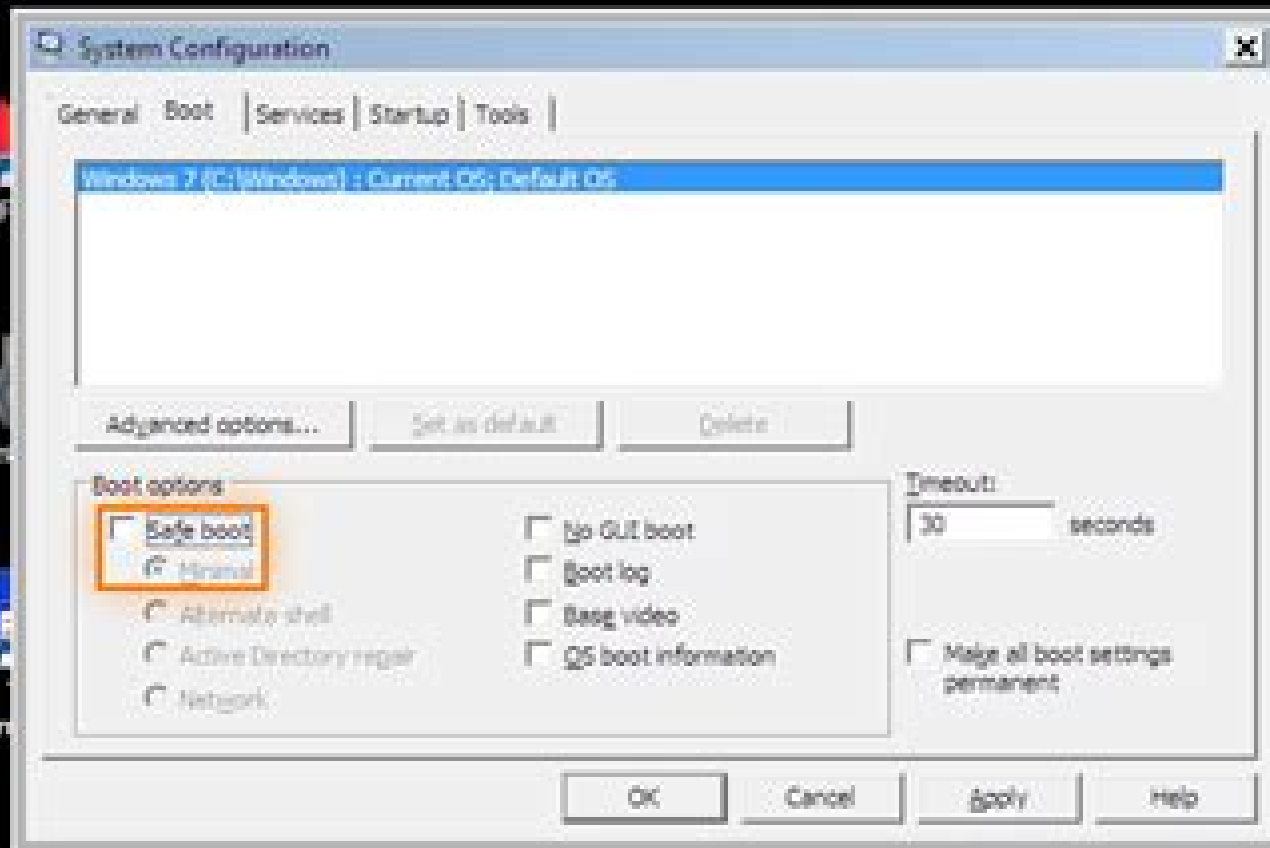 System Configuration
General Boot Services Startup Tools
Windows 7 (C:\Windows) : Current OS; Default OS
Advanced options... Set as default Delete
Boot options Timeout:
Safe boot No GUI boot 30 seconds
Minimal Boot log
Alternate shell Base video
Active Directory repair OS boot information Make all boot settings
Network permanent
OK Cancel Apply Help